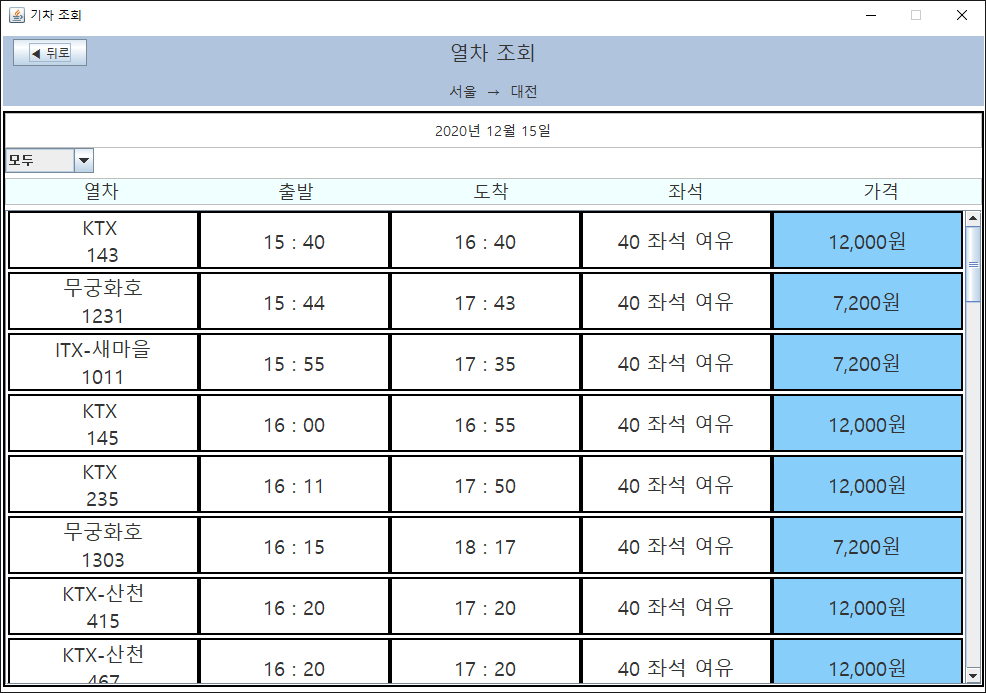 기차 조회
◀ 뒤로
열차 조회
서울 → 대전
2020년 12월 15일
모두
열차 출발 도착 좌석 가격
KTX
143 15 : 40 16 : 40 40 좌석 여유 12,000원
무궁화호
1231 15 : 44 17 : 43 40 좌석 여유 7,200원
ITX-새마을
1011 15 : 55 17 : 35 40 좌석 여유 7,200원
KTX
145 16 : 00 16 : 55 40 좌석 여유 12,000원
KTX
235 16 : 11 17 : 50 40 좌석 여유 12,000원
무궁화호
1303 16 : 15 18 : 17 40 좌석 여유 7,200원
KTX-산천
415 16 : 20 17 : 20 40 좌석 여유 12,000원
KTX-산천
467 16 : 20 17 : 20 40 좌석 여유 12,000원